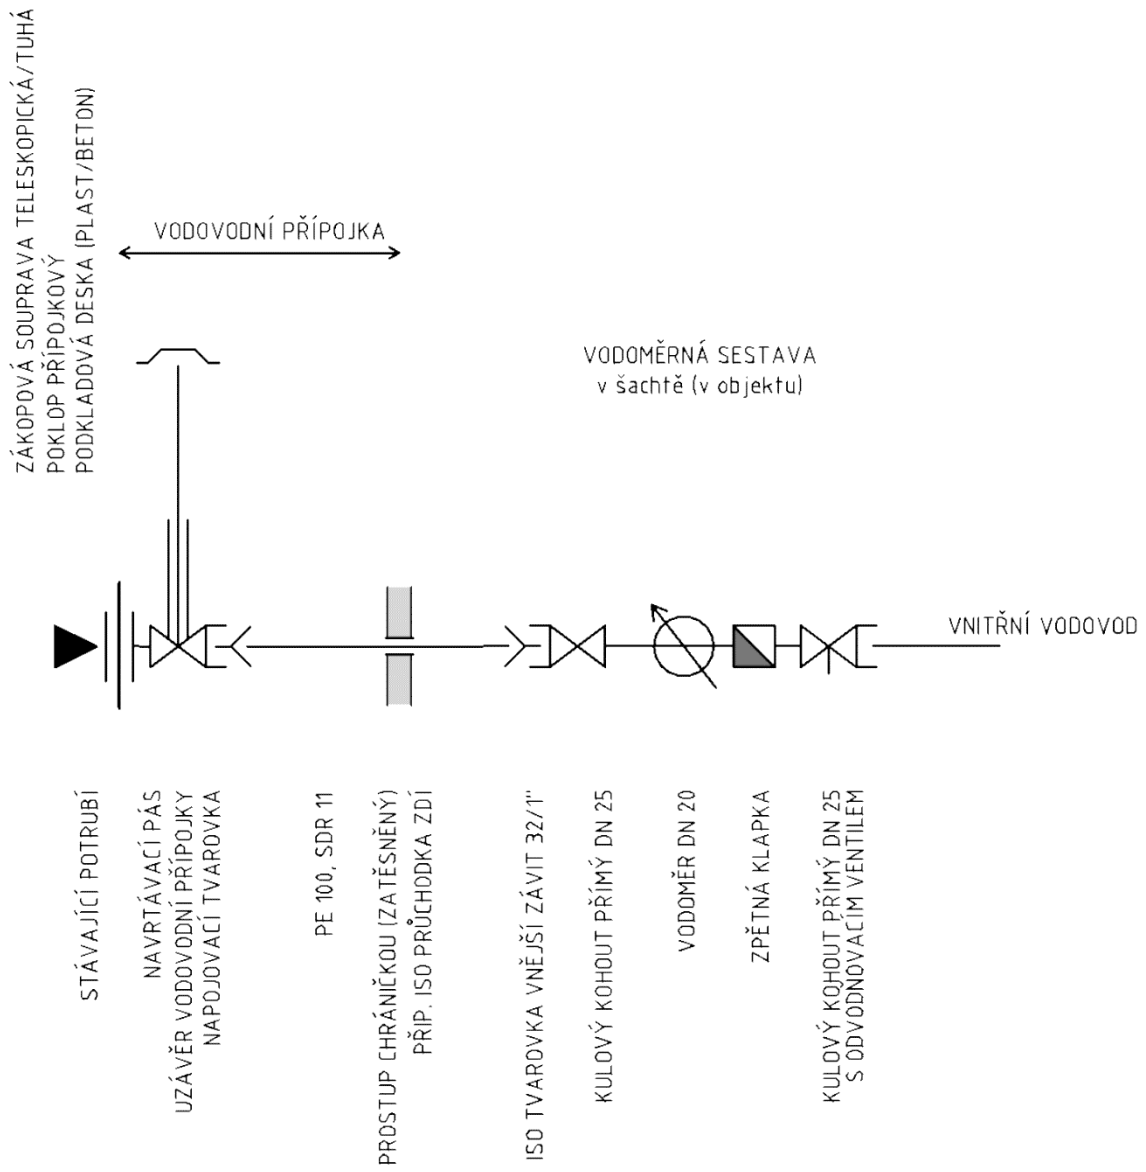 ZÁKOPOVÁ SOUPRAVA TELESKOPICKÁ/TUHÁ
POKLOP PŘÍPOJKOVÝ
PODKLADOVÁ DESKA (PLAST/BETON)
VODOVODNÍ PŘÍPOJKA
VODOMĚRNÁ SESTAVA
v šachtě (v objektu)
VNITŘNÍ VODOVOD
STÁVAJÍCÍ POTRUBÍ
NAVRTÁVACÍ PÁS
UZÁVĚR VODOVODNÍ PŘÍPOJKY
NAPOJOVACÍ TVAROVKA
PE 100, SDR 11
PROSTUP CHRÁNIČKOU (ZATĚSNĚNÝ)
PŘIP. ISO PRŮCHODKA ZDÍ
ISO TVAROVKA VNĚJŠÍ ZÁVIT 32/1"
KULOVÝ KOHOUT PŘÍMÝ DN 25
VODOMĚR DN 20
ZPĚTNÁ KLAPKA
KULOVÝ KOHOUT PŘÍMÝ DN 25
S ODVODNOVACÍM VENTILEM